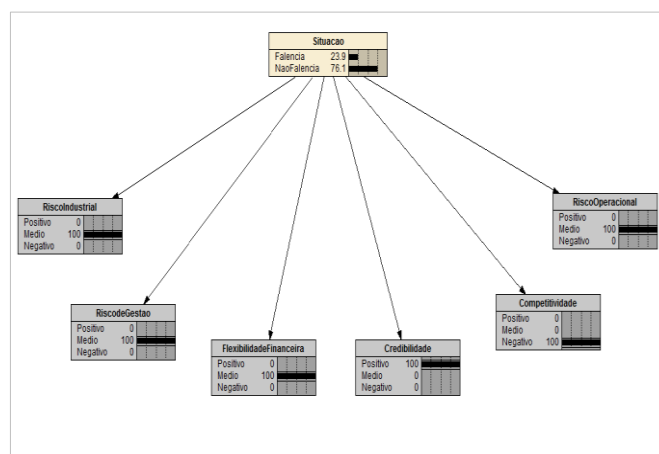 Situacao
Falencia 23.9
NaoFalencia 76.1
RiscoIndustrial
Positivo 0
Medio 100
Negativo 0
RiscoOperacional
Positivo 0
Medio 100
Negativo 0
RiscodeGestao
Positivo 0
Medio 100
Negativo 0
Competitividade
Positivo 0
Medio 0
Negativo 100
FlexibilidadeFinanceira
Positivo 0
Medio 100
Negativo 0
Credibilidade
Positivo 100
Medio 0
Negativo 0